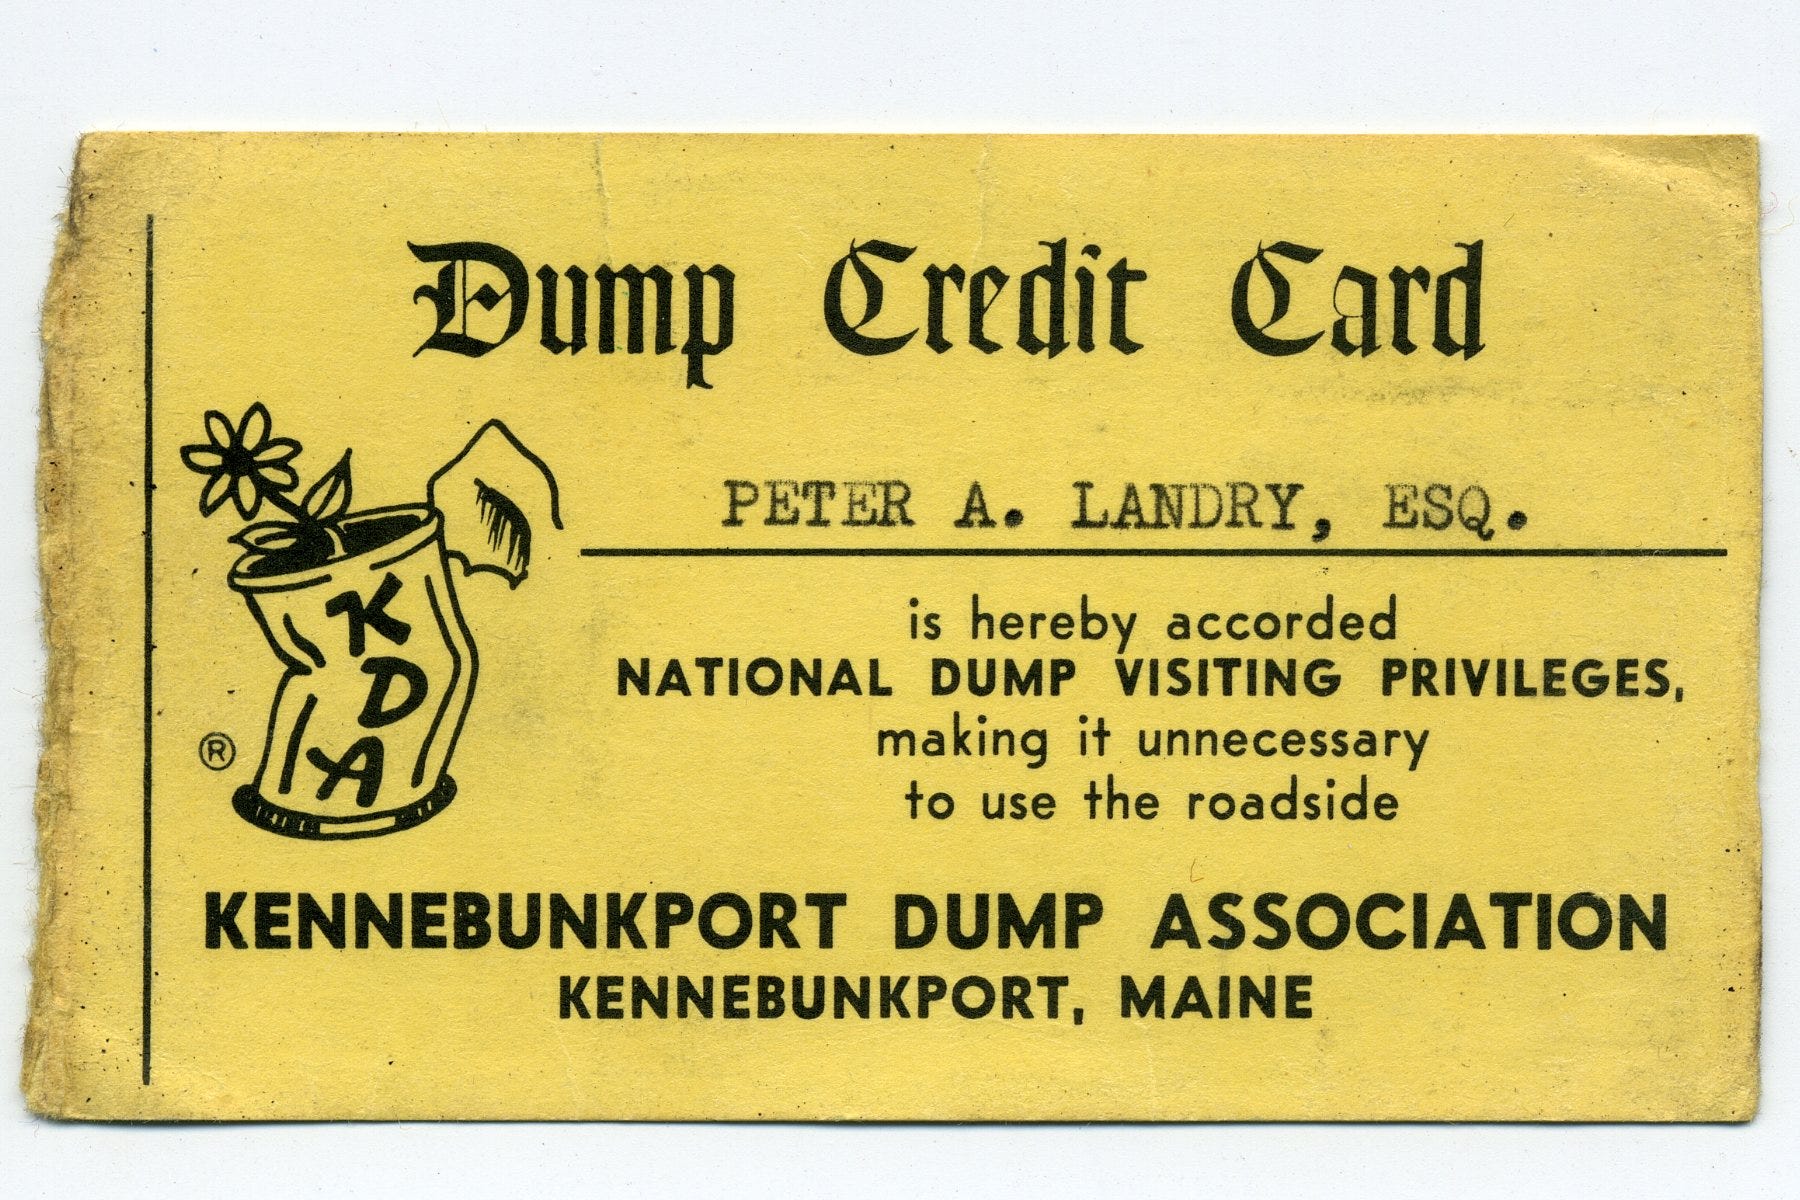 Dump Credit Card
PETER A. LANDRY, ESQ.
is hereby accorded
NATIONAL DUMP VISITING PRIVILEGES,
making it unnecessary
to use the roadside
K
D
A
®
KENNEBUNKPORT DUMP ASSOCIATION
KENNEBUNKPORT, MAINE